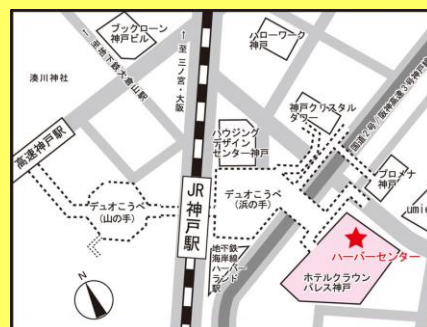 ブックローン
神戸ビル
ハローワーク
神戸
← 至 地下鉄大倉山駅
← 至 三ノ宮・大阪
湊川神社
神戸クリスタル
タワー
国道2号/阪神高速3号神戸線
高速神戸駅
ハウジング
デザイン
センター神戸
プロメナ
神戸
デュオこうべ
(山の手)
JR神戸駅
デュオこうべ
(浜の手)
umie
地下鉄
海岸線
ハーバー
ランド
駅
ハーバーセンター
ホテルクラウン
パレス神戸
N